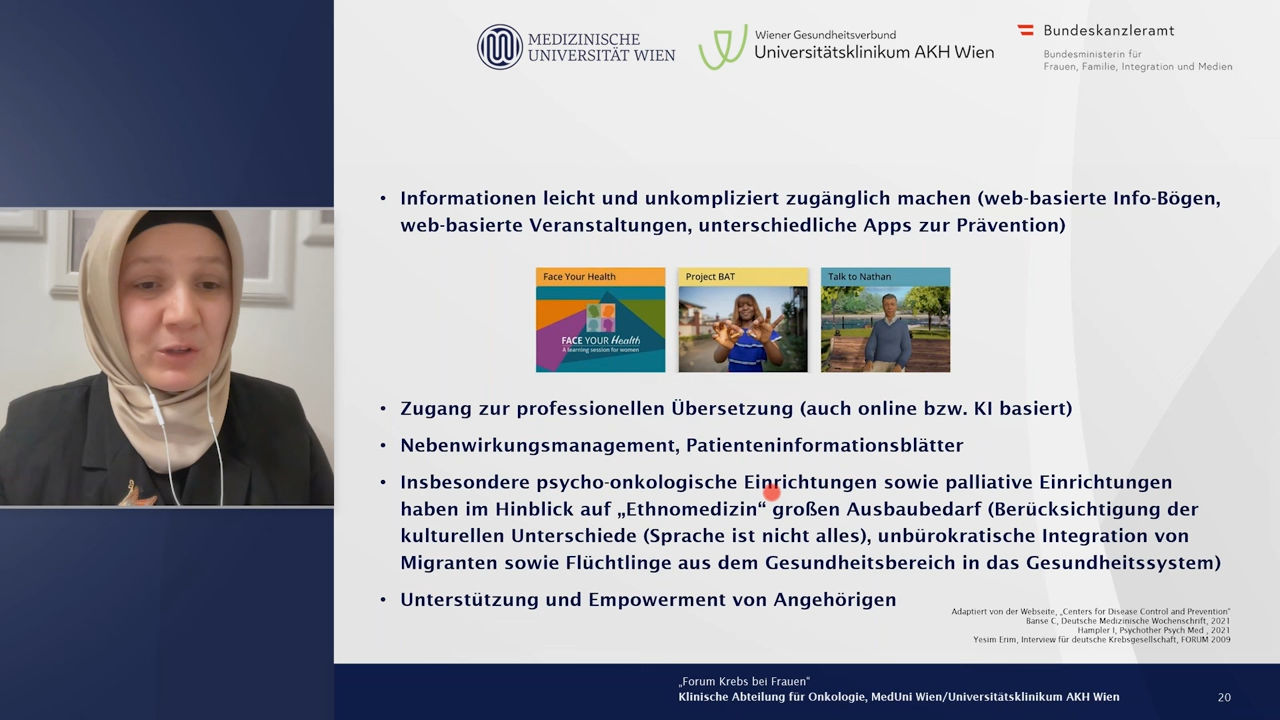 MEDIZINISCHE
UNIVERSITÄT WIEN
Wiener Gesundheitsverbund
Universitätsklinikum AKH Wien
Bundeskanzleramt
Bundesministerin für
Frauen, Familie, Integration und Medien
• Informationen leicht und unkompliziert zugänglich machen (web-basierte Info-Bögen,
web-basierte Veranstaltungen, unterschiedliche Apps zur Prävention)
Face Your Health
Project BAT
Talk to Nathan
FACE YOUR Health
A learning session for women
• Zugang zur professionellen Übersetzung (auch online bzw. KI basiert)
• Nebenwirkungsmanagement, Patienteninformationsblätter
• Insbesondere psycho-onkologische Einrichtungen sowie palliative Einrichtungen
haben im Hinblick auf „Ethnomedizin“ großen Ausbaubedarf (Berücksichtigung der
kulturellen Unterschiede (Sprache ist nicht alles), unbürokratische Integration von
Migranten sowie Flüchtlinge aus dem Gesundheitsbereich in das Gesundheitssystem)
• Unterstützung und Empowerment von Angehörigen
Adaptiert von der Webseite, „Centers for Disease Control and Prevention“
Banse C, Deutsche Medizinische Wochenschrift, 2021
Hampler I, Psychother Psych Med , 2021
Yesim Erim, Interview für deutsche Krebsgesellschaft, FORUM 2009
„Forum Krebs bei Frauen“
Klinische Abteilung für Onkologie, MedUni Wien/Universitätsklinikum AKH Wien
20